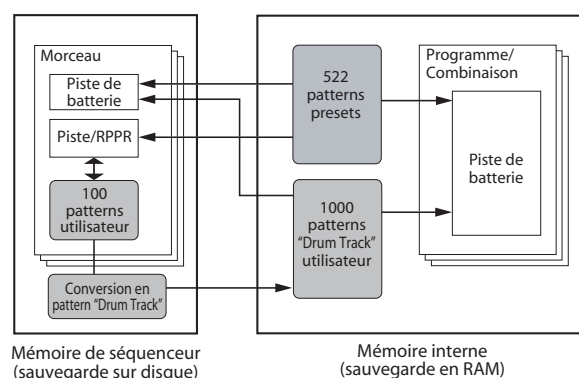 Morceau
Piste de
batterie
Piste/RPPR
100
patterns
utilisateur
Conversion en
pattern "Drum Track"
Mémoire de séquenceur
(sauvegarde sur disque)
522
patterns
presets
1000
patterns
"Drum Track"
utilisateur
Programme/
Combinaison
Piste de
batterie
Mémoire interne
(sauvegarde en RAM)